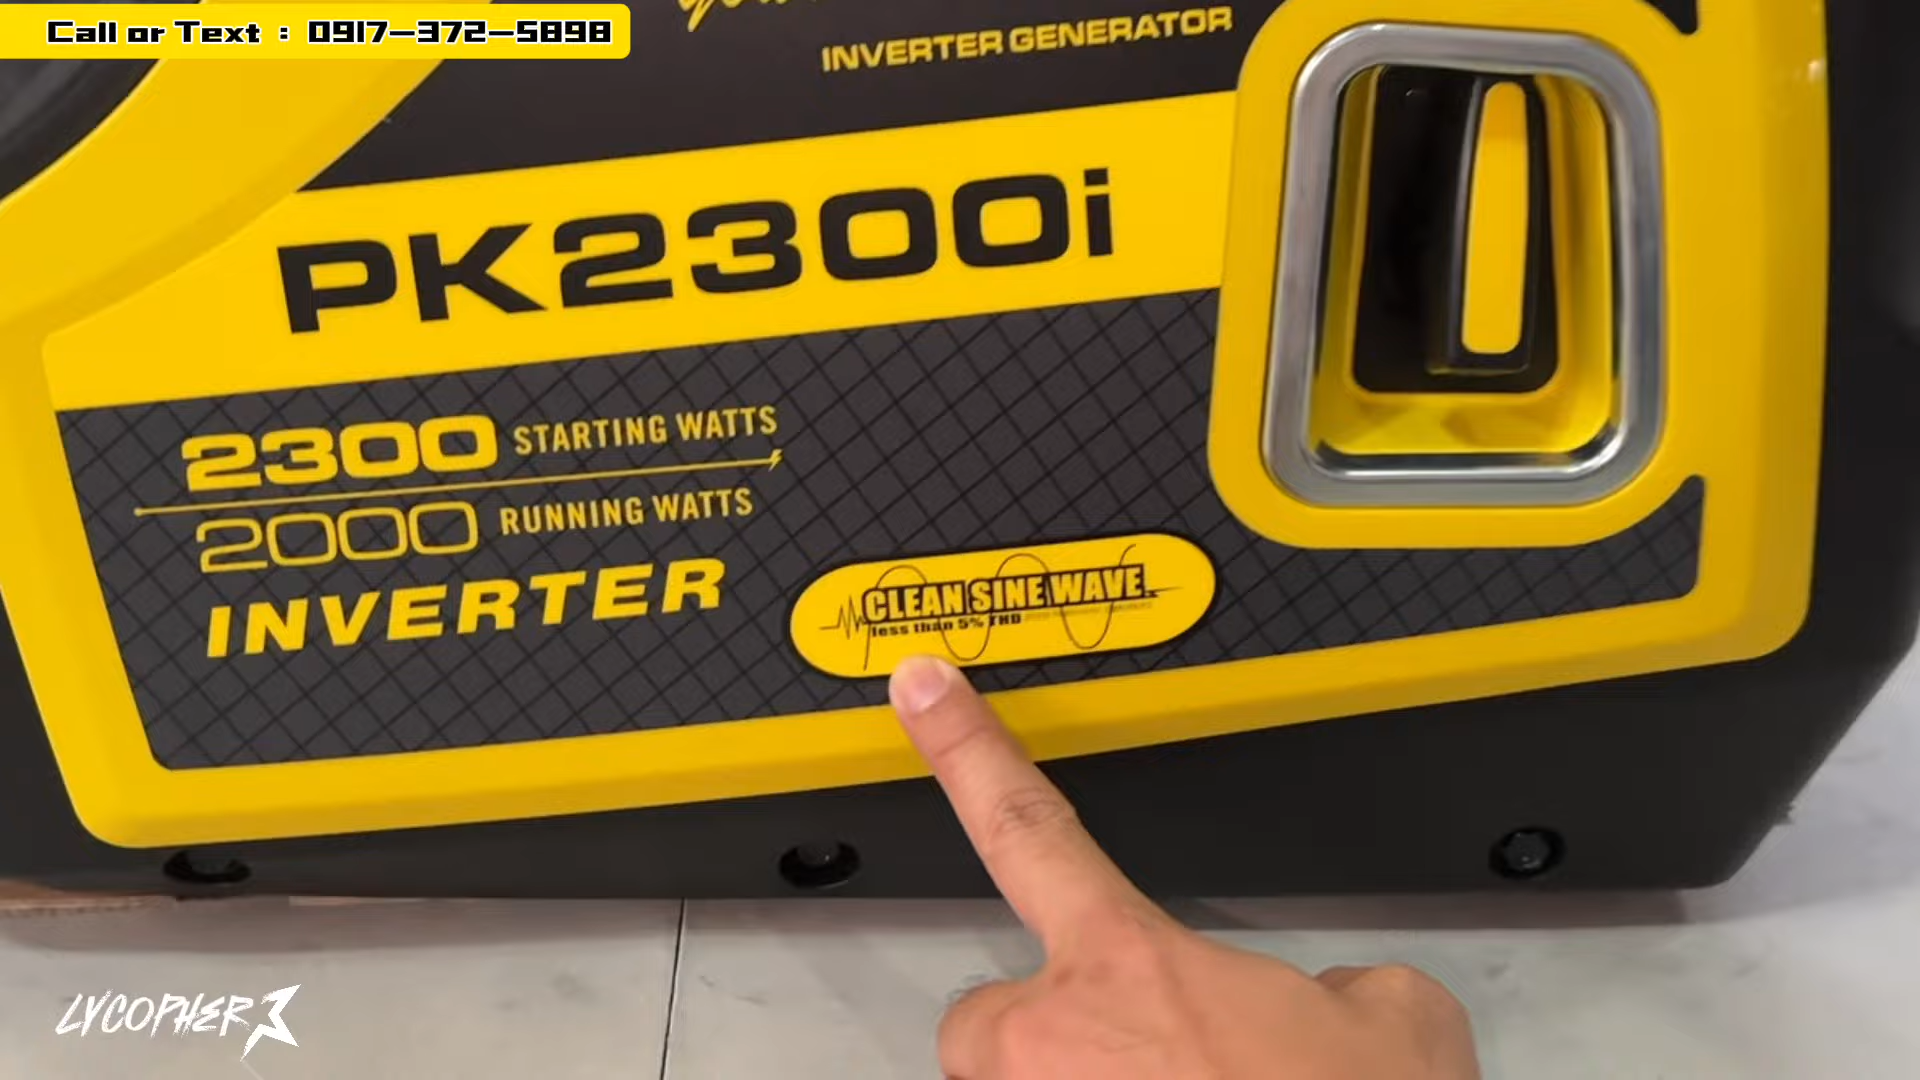 Call or Text : 0917-372-5898
INVERTER GENERATOR
PK2300i
2300 STARTING WATTS
2000 RUNNING WATTS
INVERTER
CLEAN SINE WAVE
less than 5% THD
LYCOPHER